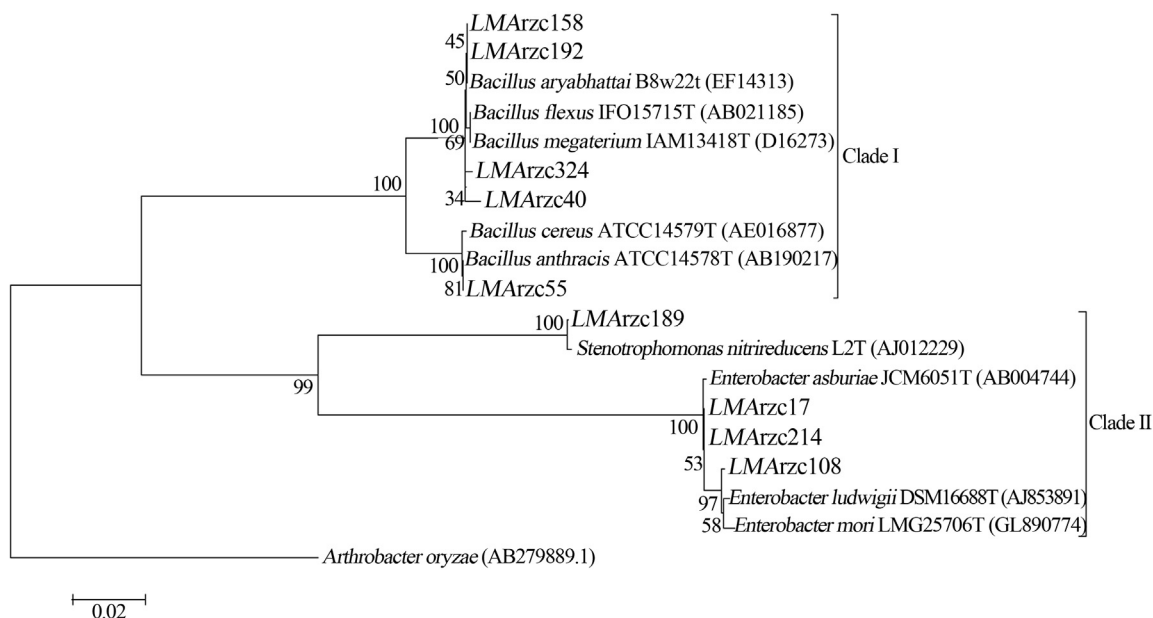 LMArzc158
45
LMArzc192
50
Bacillus aryabhattai B8w22t (EF14313)
Bacillus flexus IFO15715T (AB021185)
100
69
Bacillus megaterium IAM13418T (D16273)
Clade I
LMArzc324
100
34
LMArzc40
Bacillus cereus ATCC14579T (AE016877)
100
Bacillus anthracis ATCC14578T (AB190217)
81
LMArzc55
100
LMArzc189
Stenotrophomonas nitrireducens L2T (AJ012229)
Enterobacter asburiae JCM6051T (AB004744)
99
LMArzc17
100
Clade II
LMArzc214
53
LMArzc108
97
Enterobacter ludwigii DSM16688T (AJ853891)
58
Enterobacter mori LMG25706T (GL890774)
Arthrobacter oryzae (AB279889.1)
0.02